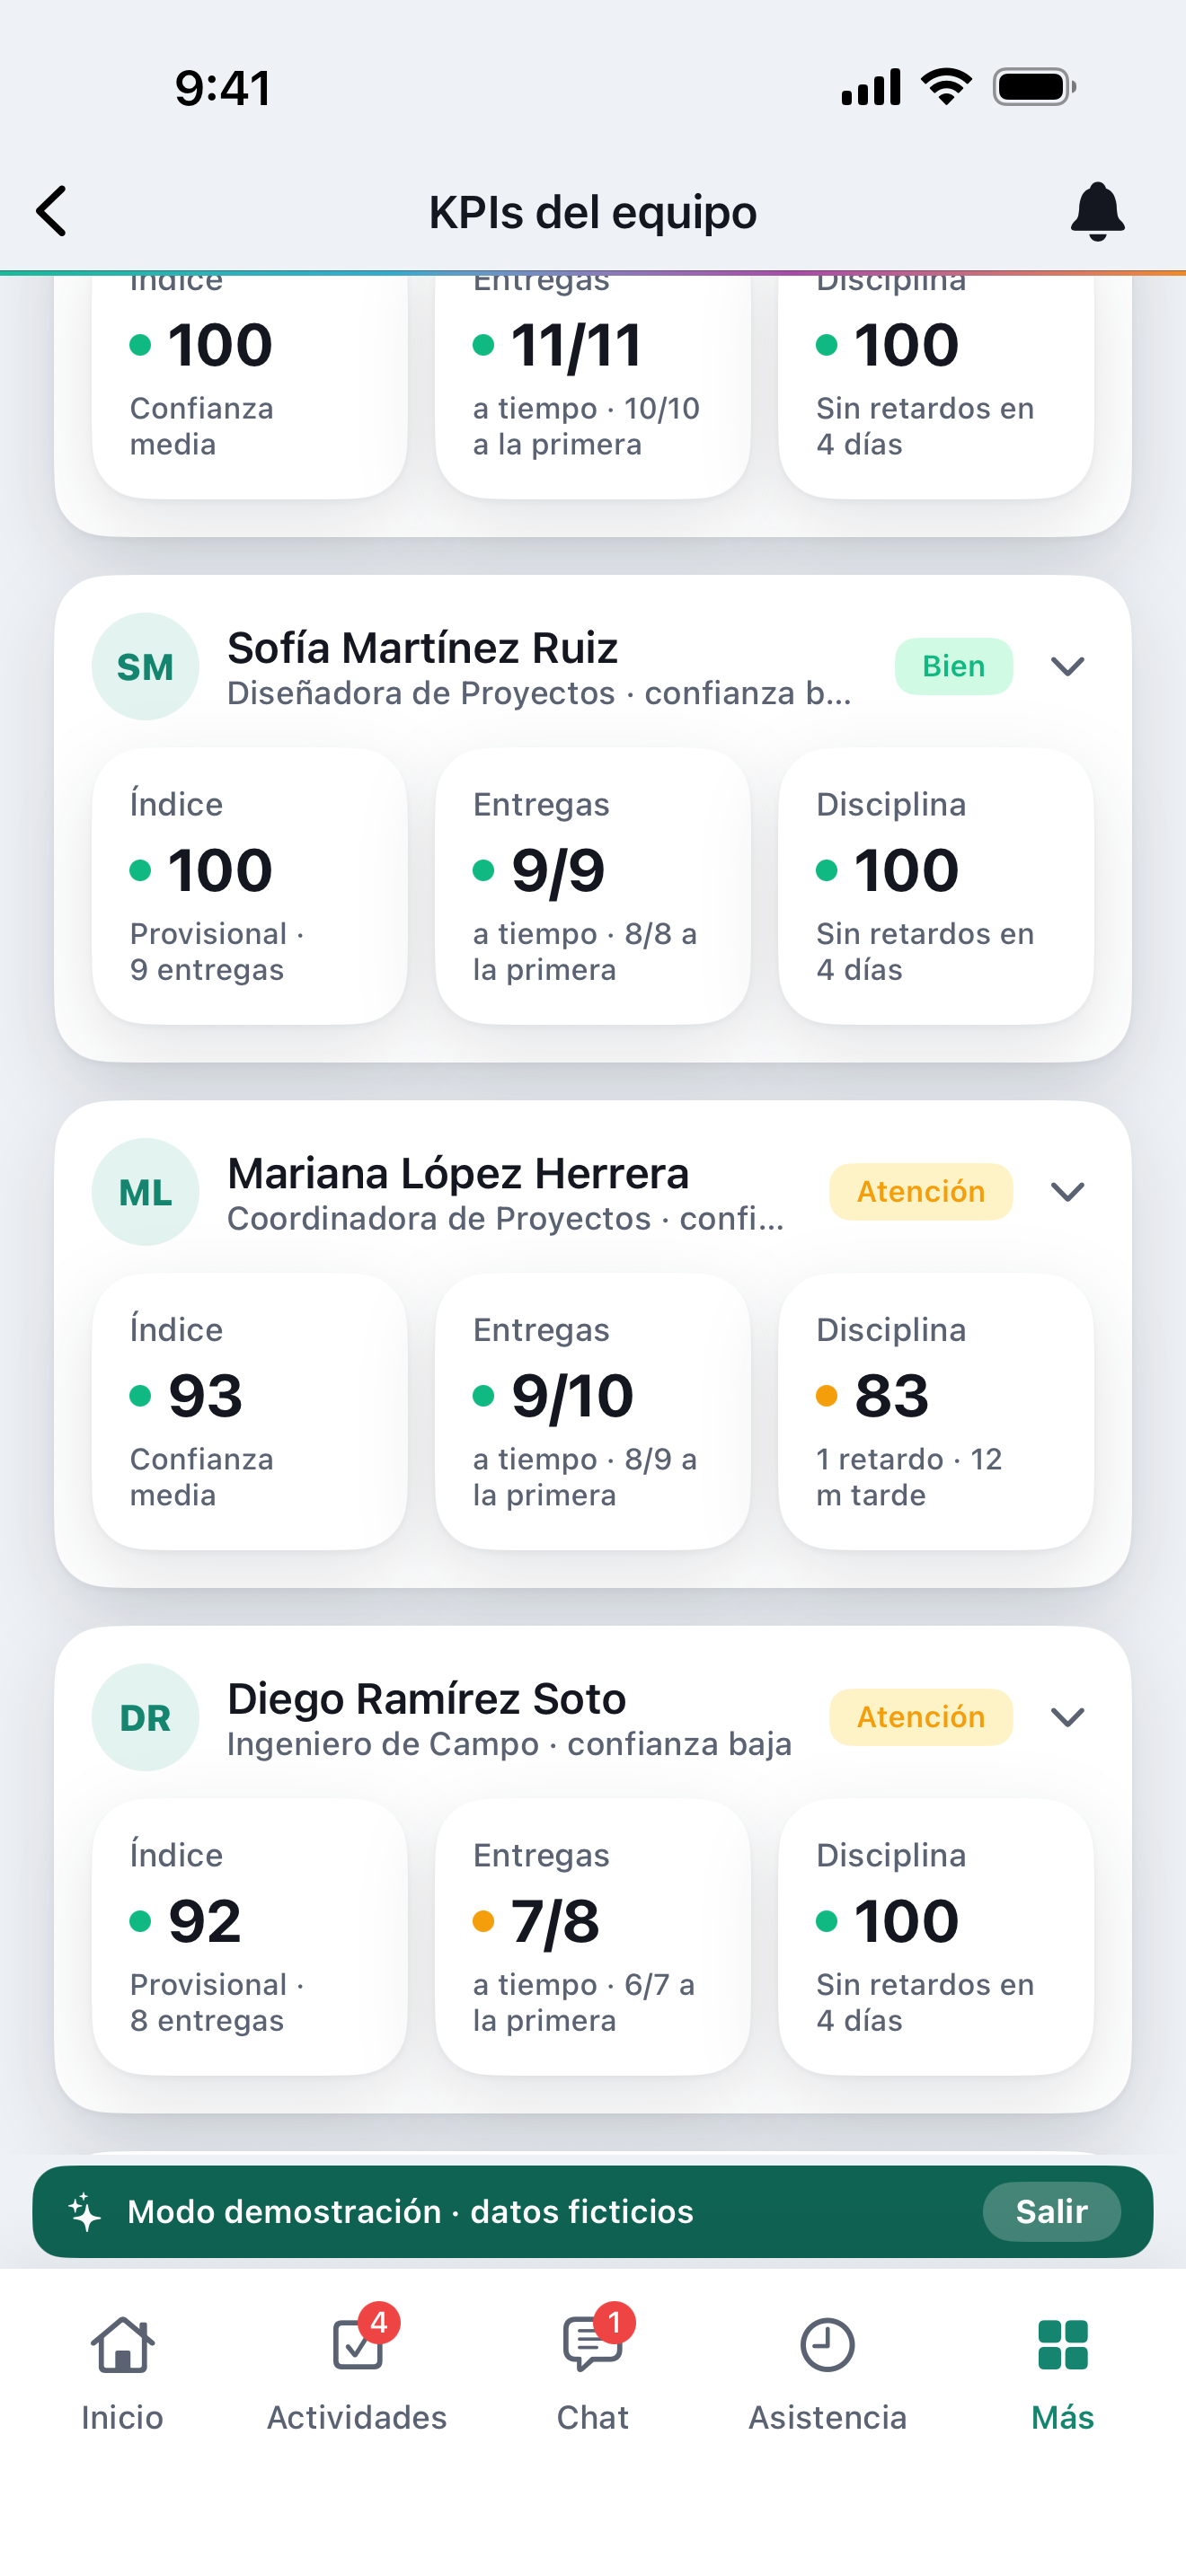 9:41
KPIs del equipo
Índice
Entregas
Disciplina
100
11/11
100
Confianza
media
a tiempo · 10/10
a la primera
Sin retardos en
4 días
SM
Sofía Martínez Ruiz
Diseñadora de Proyectos · confianza b...
Bien
Índice
Entregas
Disciplina
100
9/9
100
Provisional ·
9 entregas
a tiempo · 8/8 a
la primera
Sin retardos en
4 días
ML
Mariana López Herrera
Coordinadora de Proyectos · confi...
Atención
Índice
Entregas
Disciplina
93
9/10
83
Confianza
media
a tiempo · 8/9 a
la primera
1 retardo · 12
m tarde
DR
Diego Ramírez Soto
Ingeniero de Campo · confianza baja
Atención
Índice
Entregas
Disciplina
92
7/8
100
Provisional ·
8 entregas
a tiempo · 6/7 a
la primera
Sin retardos en
4 días
Modo demostración · datos ficticios
Salir
4
1
Inicio
Actividades
Chat
Asistencia
Más